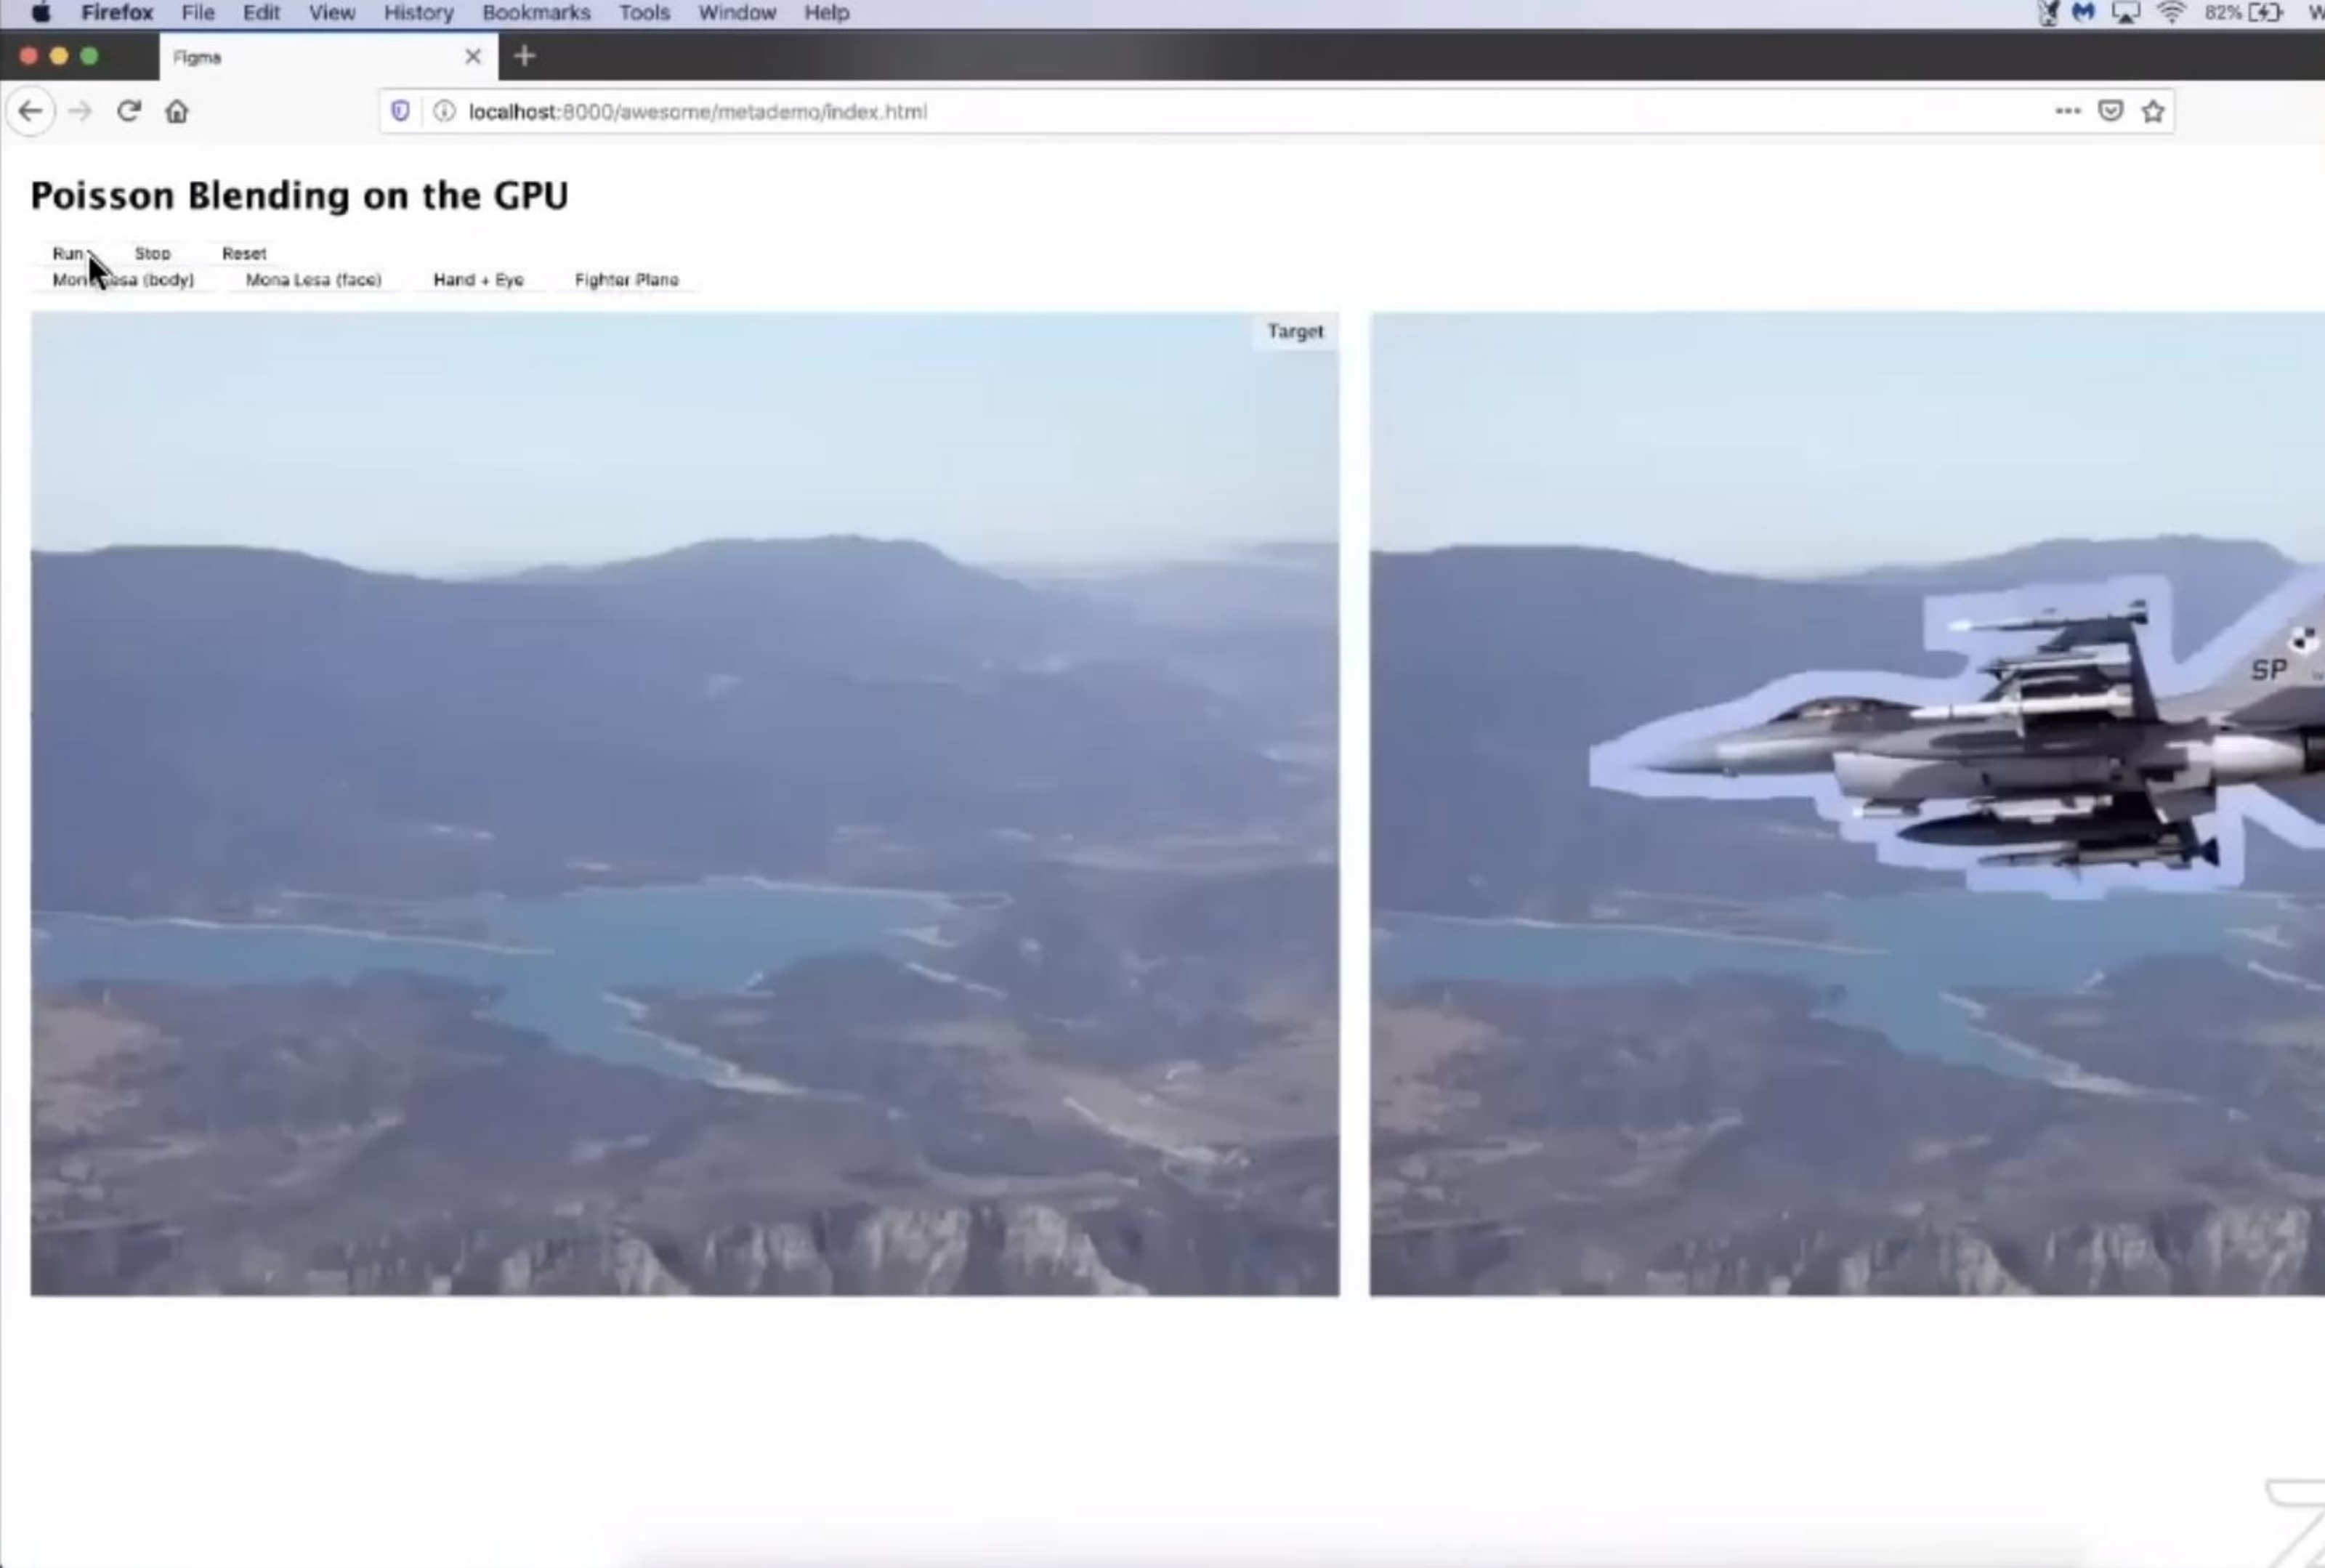 Firefox File Edit View History Bookmarks Tools Window Help 82%
Figma
localhost:8000/awesome/metademo/index.html
Poisson Blending on the GPU
Run Stop Reset
(body) Mona Lesa (face) Hand + Eye Fighter Plane
Target
SP